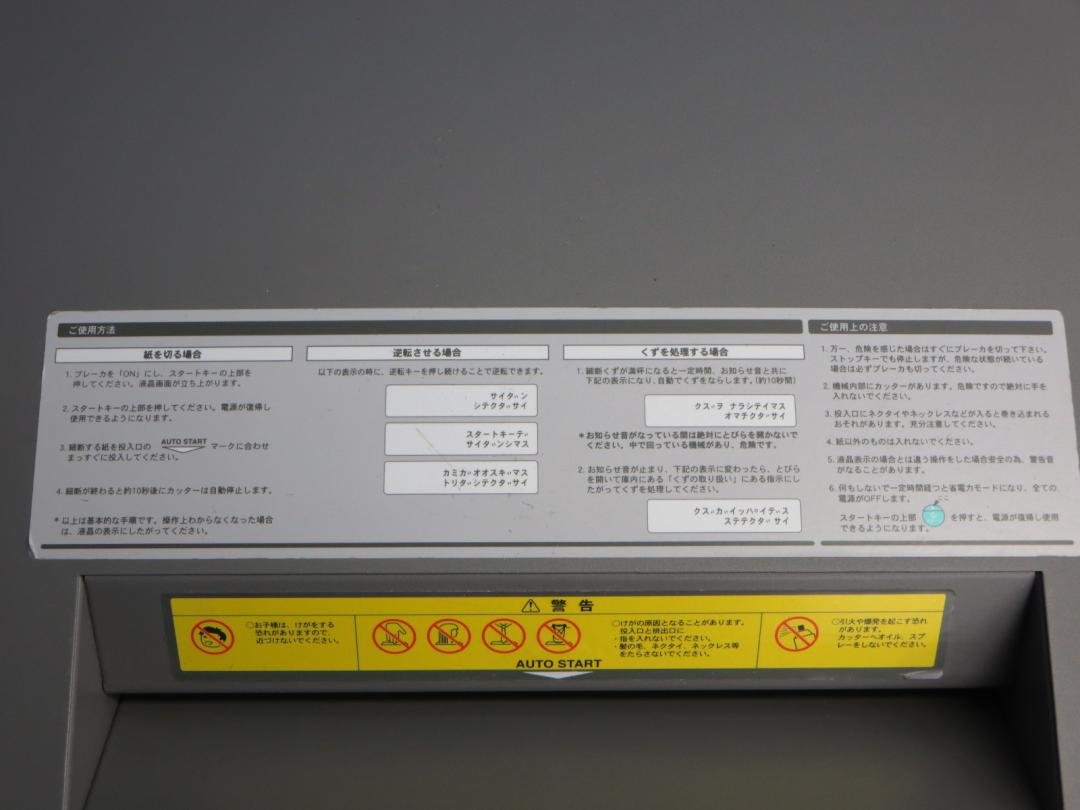 ご使用方法
紙を切る場合
1. ブレーカを「ON」にし、スタートキーの上部を
押してください。液晶画面が立ち上がります。
2. スタートキーの上部を押してください。電源が復帰し
使用できるようになります。
3. 細断する紙を投入口の AUTO START マークに合わせ
まっすぐに投入してください。
4. 細断が終わると約10秒後にカッターは自動停止します。
* 以上は基本的な手順です。操作上わからなくなった場合
は、液晶の表示にしたがってください。
逆転させる場合
以下の表示の時に、逆転キーを押し続けることで逆転できます。
サイタ゛ン
シテクタ゛サイ
スタートキーテ゛
サイタ゛ンシマス
カミカ゛オオスキ゛マス
トリタ゛シテクタ゛サイ
くずを処理する場合
1. 細断くずが満杯になると一定時間、お知らせ音と共に
下記の表示になり、自動でくずをならします。(約10秒間)
クス゛ヲ ナラシテイマス
オマチクタ゛サイ
*お知らせ音がなっている間は絶対にとびらを開かないで
ください。中で回っている機械があり、危険です。
2. お知らせ音が止まり、下記の表示に変わったら、とびら
を開いて庫内にある「くずの取り扱い」にある指示にし
たがってくずを処理してください。
クス゛カ゛イッハ゜イテ゛ス
ステテクタ゛サイ
ご使用上の注意
1. 万一、危険を感じた場合はすぐにブレーカを切って下さい。
ストップキーでも停止しますが、危険な状態が続いている
場合は必ずブレーカも切ってください。
2. 機械内部にカッターがあります。危険ですので絶対に手を
入れないでください。
3. 投入口にネクタイやネックレスなどが入ると巻き込まれる
おそれがあります。充分注意してください。
4. 紙以外のものは入れないでください。
5. 液晶表示の場合とは違う操作をした場合安全の為、警告音
がなることがあります。
6. 何もしないで一定時間経つと省電力モードになり、全ての
電源がOFFします。
ここ
スタートキーの上部 を押すと、電源が復帰し使用
できるようになります。
警告
○お子様は、けがをする
恐れがありますので、
近づけないでください。
○けがの原因となることがあります。
投入口と排出口に
・指を入れないでください。
・髪の毛、ネクタイ、ネックレス等
をたらさないでください。
○引火や爆発を起こす恐れ
があります。
カッターへオイル、スプ
レーをしないでください。
AUTO START